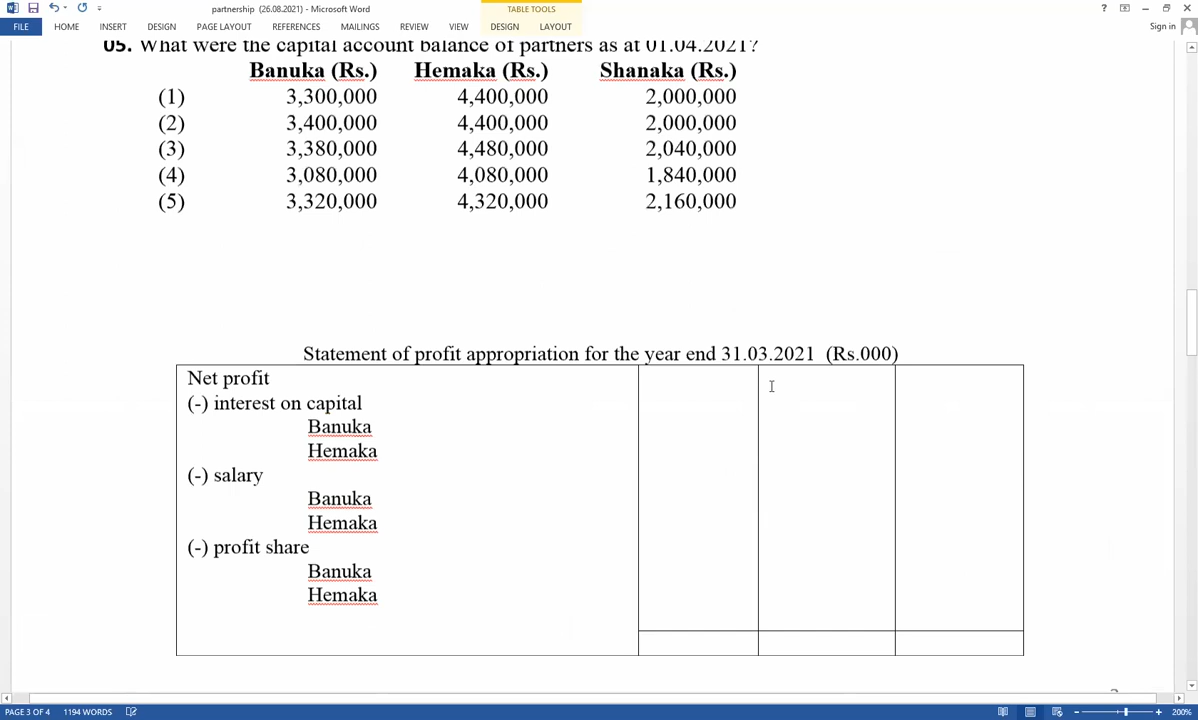 partnership (26.08.2021) - Microsoft Word
TABLE TOOLS
?
FILE HOME INSERT DESIGN PAGE LAYOUT REFERENCES MAILINGS REVIEW VIEW DESIGN LAYOUT Sign in
05. What were the capital account balance of partners as at 01.04.2021?
Banuka (Rs.) Hemaka (Rs.) Shanaka (Rs.)
(1) 3,300,000 4,400,000 2,000,000
(2) 3,400,000 4,400,000 2,000,000
(3) 3,380,000 4,480,000 2,040,000
(4) 3,080,000 4,080,000 1,840,000
(5) 3,320,000 4,320,000 2,160,000
Statement of profit appropriation for the year end 31.03.2021 (Rs.000)
Net profit
(-) interest on capital
Banuka
Hemaka
(-) salary
Banuka
Hemaka
(-) profit share
Banuka
Hemaka
PAGE 3 OF 4 1194 WORDS 200%